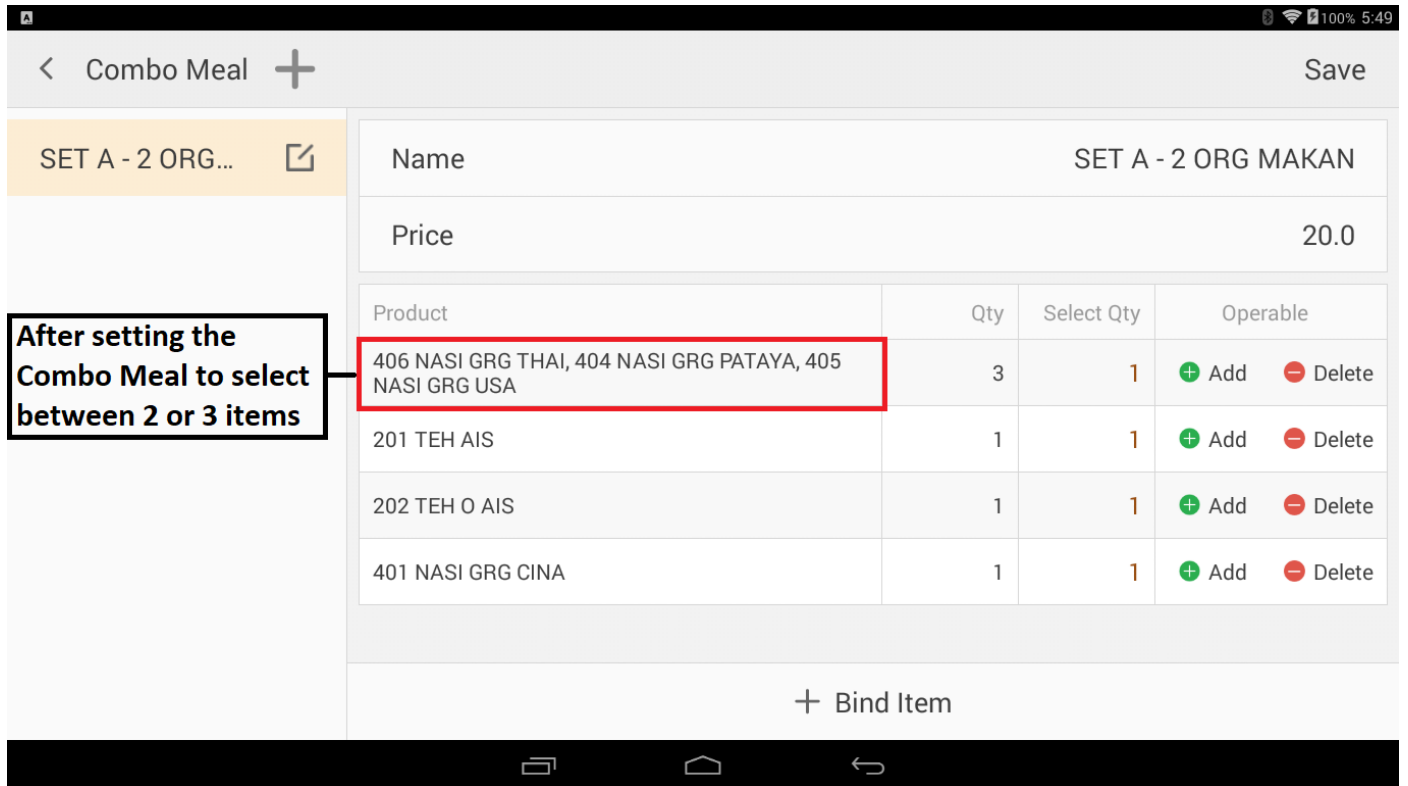 100% 5:49
Combo Meal
Save
SET A - 2 ORG...
Name
SET A - 2 ORG MAKAN
Price
20.0
After setting the
Combo Meal to select
between 2 or 3 items
Product Qty Select Qty Operable
406 NASI GRG THAI, 404 NASI GRG PATAYA, 405
NASI GRG USA
3 1 Add Delete
201 TEH AIS 1 1 Add Delete
202 TEH O AIS 1 1 Add Delete
401 NASI GRG CINA 1 1 Add Delete
+ Bind Item